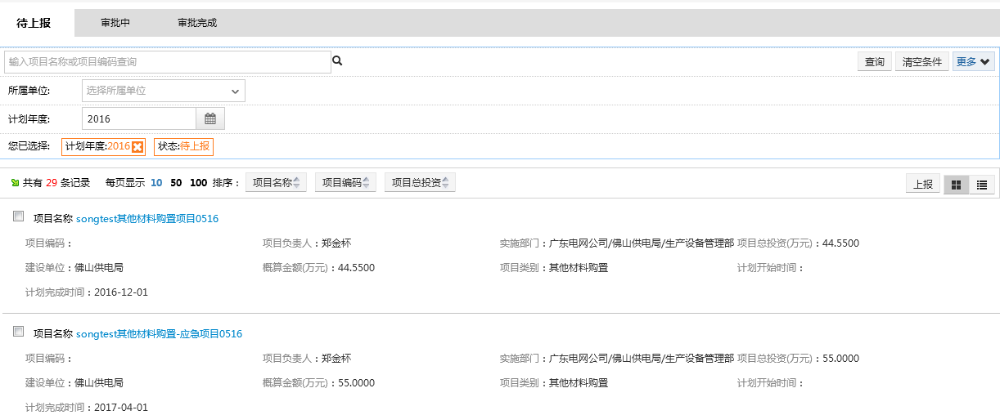 待上报 审批中 审批完成
输入项目名称或项目编码查询 查询 清空条件 更多
所属单位: 选择所属单位
计划年度: 2016
您已选择: 计划年度:2016 状态:待上报
共有 29 条记录 每页显示 10 50 100 排序： 项目名称 项目编码 项目总投资 上报
项目名称 songtest其他材料购置项目0516
项目编码： 项目负责人：郑金杯 实施部门：广东电网公司/佛山供电局/生产设备管理部 项目总投资(万元)：44.5500
建设单位：佛山供电局 概算金额(万元)：44.5500 项目类别：其他材料购置 计划开始时间：
计划完成时间：2016-12-01
项目名称 songtest其他材料购置-应急项目0516
项目编码： 项目负责人：郑金杯 实施部门：广东电网公司/佛山供电局/生产设备管理部 项目总投资(万元)：55.0000
建设单位：佛山供电局 概算金额(万元)：55.0000 项目类别：其他材料购置 计划开始时间：
计划完成时间：2017-04-01